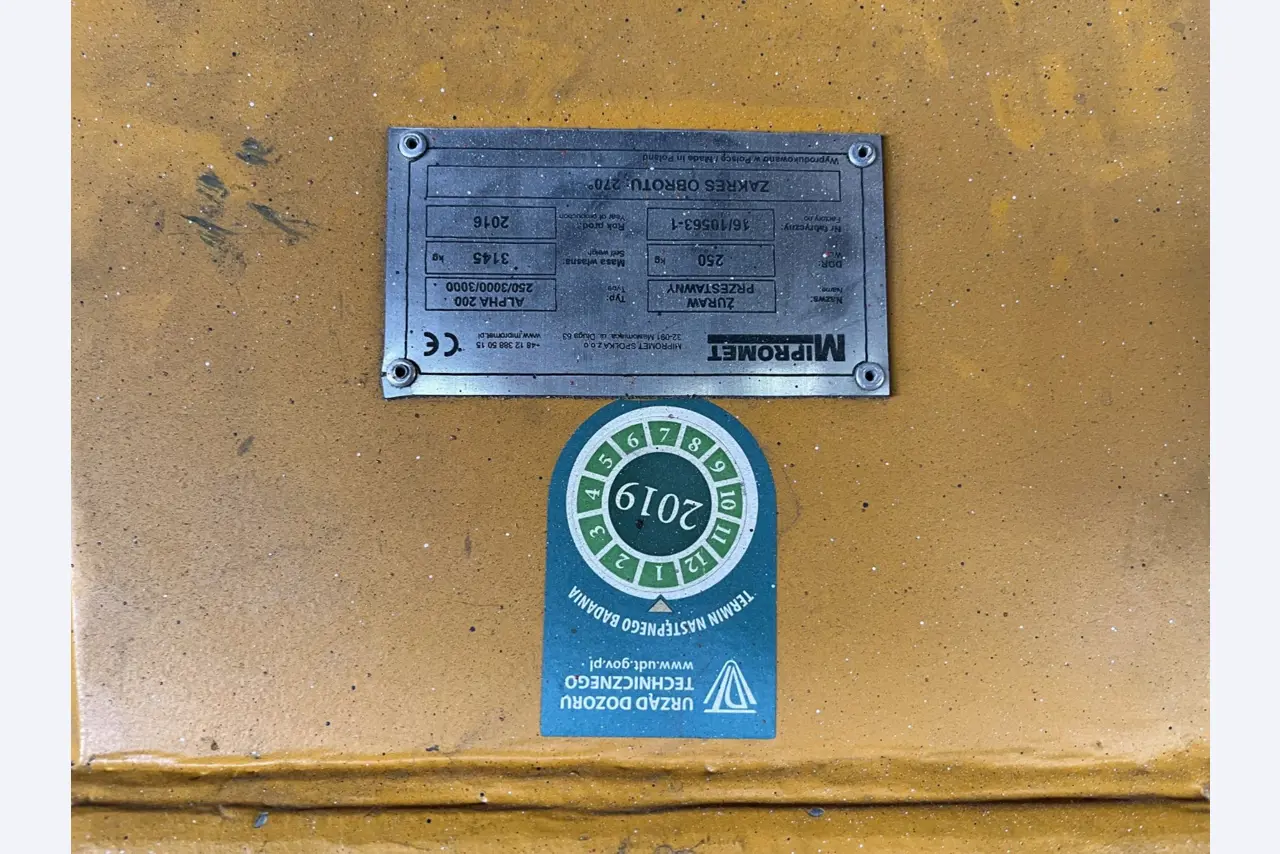 MIPROMET
MIPROMET SPÓŁKA z o.o.
32-091 Michałowice, ul. Długa 63
+48 12 388 50 15
www.mipromet.pl
CE
Nazwa: ŻURAW PRZESTAWNY
Name
Typ: ALPHA 200 250/3000/3000
Type
DOR: 250 kg
Masa własna: 3145 kg
Self weigh
Nr fabryczny: 16/10563-1
Factory no
Rok prod.: 2016
Year of production
ZAKRES OBROTU: 270°
Wyprodukowano w Polsce / Made in Poland
URZĄD DOZORU
TECHNICZNEGO
www.udt.gov.pl
TERMIN NASTĘPNEGO BADANIA
1 2 3 4 5 6 7 8 9 10 11 12
2019